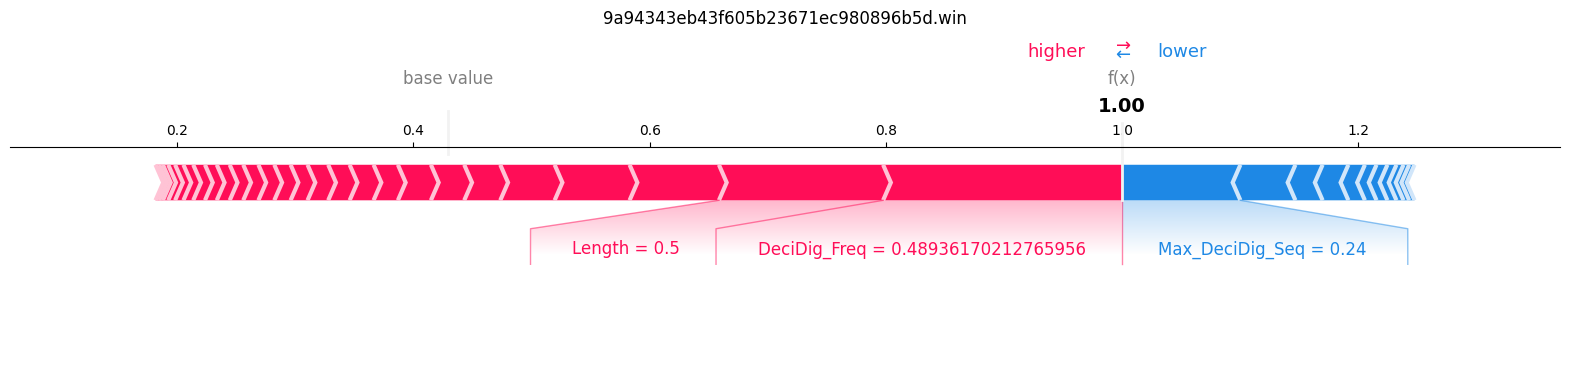 9a94343eb43f605b23671ec980896b5d.win
higher → ← lower
base value f(x)
1.00
0.2 0.4 0.6 0.8 1 0 1.2
Length = 0.5 DeciDig_Freq = 0.48936170212765956 Max_DeciDig_Seq = 0.24